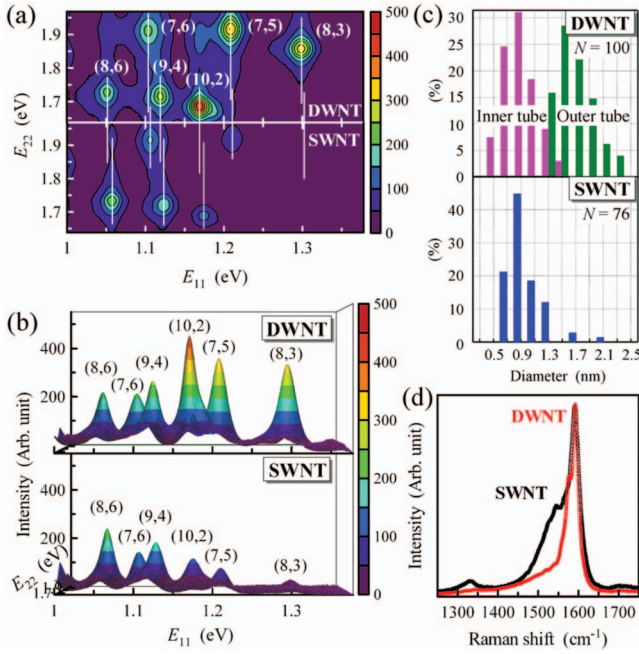 (a)
E22 (eV)
1.9
1.8
1.7
1.9
1.8
1.7
(7,6)
(7,5)
(8,3)
(8,6)
(9,4)
(10,2)
DWNT
SWNT
1
1.1
1.2
1.3
E11 (eV)
500
400
300
200
100
0
(b)
Intensity (Arb. unit)
400
200
400
200
DWNT
(8,6)
(7,6)
(9,4)
(10,2)
(7,5)
(8,3)
SWNT
(8,6)
(7,6)
(9,4)
(10,2)
(7,5)
(8,3)
E22 (eV)
1.7
1.00
1.1
1.2
1.3
E11 (eV)
500
400
300
200
100
0
(c)
(%)
30
20
10
0
DWNT
N = 100
Inner tube
Outer tube
(%)
40
30
20
10
0
SWNT
N = 76
0.5
0.9
1.3
1.7
2.1
2.5
Diameter (nm)
(d)
Intensity (Arb. unit)
DWNT
SWNT
1300
1400
1500
1600
1700
Raman shift (cm-1)